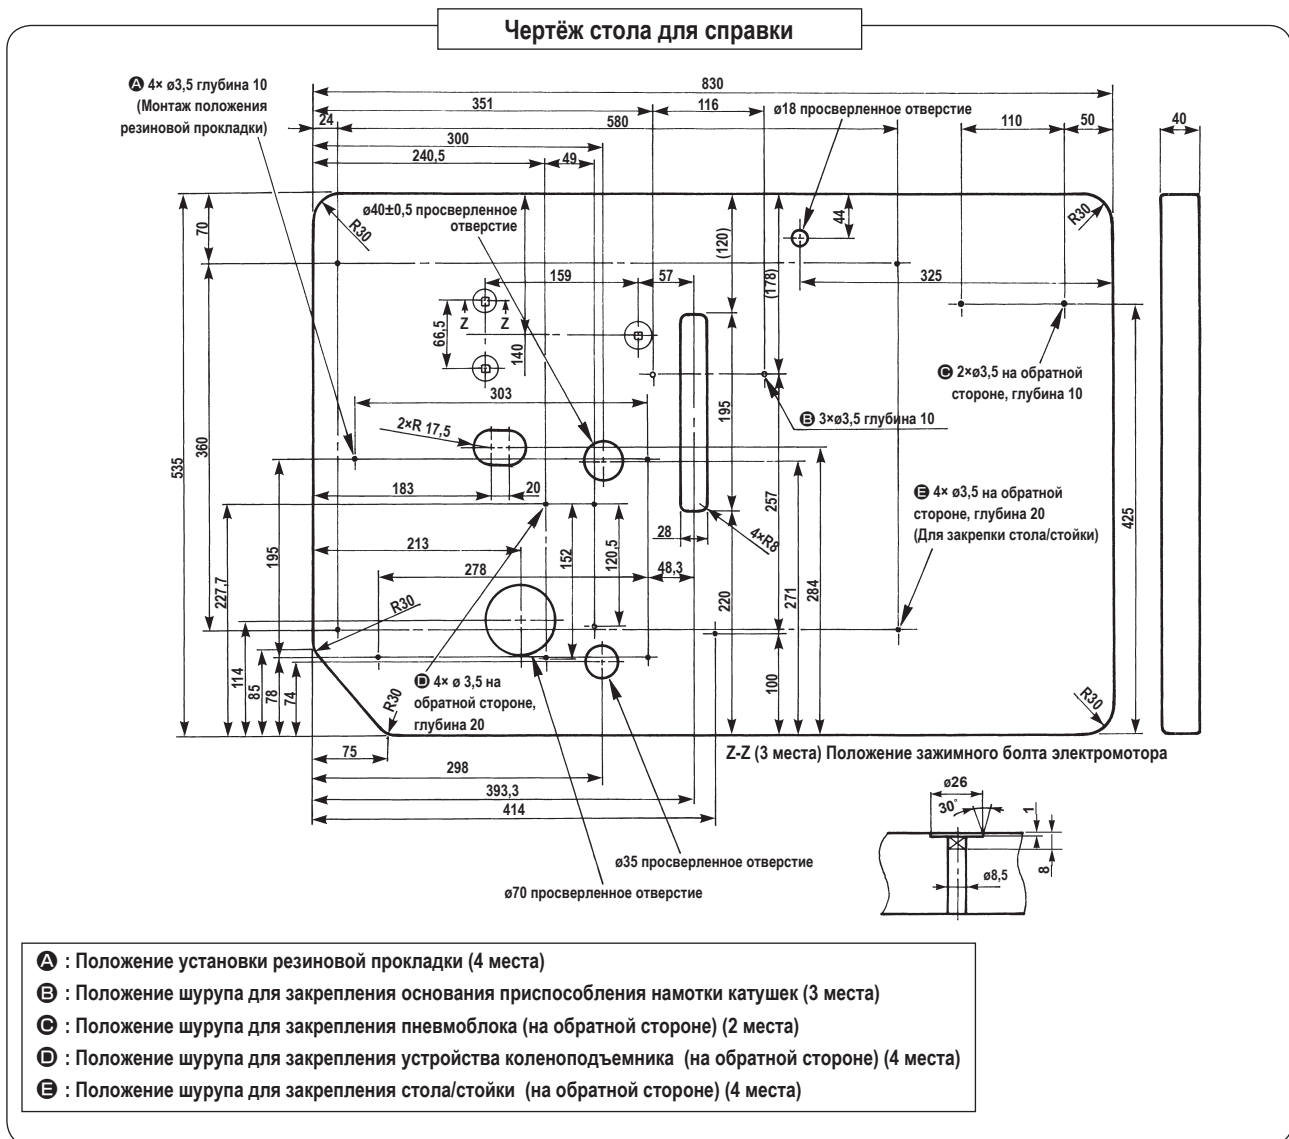 Чертёж стола для справки
Ⓐ 4× ø3,5 глубина 10
(Монтаж положения
резиновой прокладки)
830
351
116
ø18 просверленное отверстие
24
580
110
50
40
300
240,5
49
ø40±0,5 просверленное
отверстие
R30
R30
70
44
(120)
(178)
159
57
325
Z
Z
66,5
140
195
303
Ⓒ 2×ø3,5 на обратной
стороне, глубина 10
Ⓑ 3×ø3,5 глубина 10
2×R 17,5
360
535
183
20
257
425
Ⓔ 4× ø3,5 на обратной
стороне, глубина 20
(Для закрепки стола/стойки)
28
4×R8
213
195
227,7
152
120,5
278
48,3
220
271
284
R30
114
85
78
74
Ⓓ 4× ø 3,5 на
обратной стороне,
глубина 20
R30
100
R30
75
Z-Z (3 места) Положение зажимного болта электромотора
298
393,3
414
ø26
30°
1
8
ø8,5
ø35 просверленное отверстие
ø70 просверленное отверстие
Ⓐ : Положение установки резиновой прокладки (4 места)
Ⓑ : Положение шурупа для закрепления основания приспособления намотки катушек (3 места)
Ⓒ : Положение шурупа для закрепления пневмоблока (на обратной стороне) (2 места)
Ⓓ : Положение шурупа для закрепления устройства коленоподъемника (на обратной стороне) (4 места)
Ⓔ : Положение шурупа для закрепления стола/стойки (на обратной стороне) (4 места)